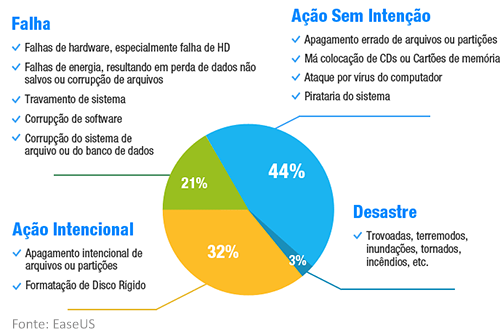 Falha
Falhas de hardware, especialmente falha de HD
Falhas de energia, resultando em perda de dados não
salvos ou corrupção de arquivos
Travamento de sistema
Corrupção de software
Corrupção do sistema de
arquivo ou do banco de dados
Ação Sem Intenção
Apagamento errado de arquivos ou partições
Má colocação de CDs ou Cartões de memória
Ataque por vírus do computador
Pirataria do sistema
21%
44%
32%
3%
Ação Intencional
Apagamento intencional de
arquivos ou partições
Formatação de Disco Rígido
Desastre
Trovoadas, terremodos,
inundações, tornados,
incêndios, etc.
Fonte: EaseUS